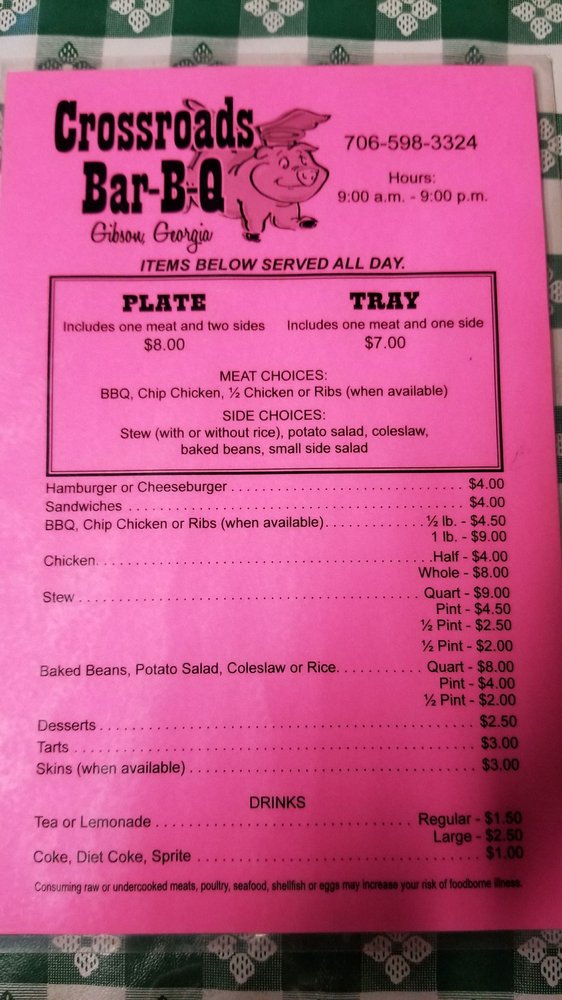 Crossroads
Bar-B-Q
Gibson, Georgia
706-598-3324
Hours:
9:00 a.m. - 9:00 p.m.
ITEMS BELOW SERVED ALL DAY.
PLATE
Includes one meat and two sides
$8.00
TRAY
Includes one meat and one side
$7.00
MEAT CHOICES:
BBQ, Chip Chicken, ½ Chicken or Ribs (when available)
SIDE CHOICES:
Stew (with or without rice), potato salad, coleslaw,
baked beans, small side salad
Hamburger or Cheeseburger . . . . . . . . . . . . . . . . . . . . . . . . . . . . $4.00
Sandwiches . . . . . . . . . . . . . . . . . . . . . . . . . . . . . . . . . . . . . . . . $4.00
BBQ, Chip Chicken or Ribs (when available). . . . . . . . . . . . . ½ lb. - $4.50
1 lb. - $9.00
Chicken. . . . . . . . . . . . . . . . . . . . . . . . . . . . . . . . . . . . . . .Half - $4.00
Whole - $8.00
Stew . . . . . . . . . . . . . . . . . . . . . . . . . . . . . . . . . . . . . . . Quart - $9.00
Pint - $4.50
½ Pint - $2.50
½ Pint - $2.00
Baked Beans, Potato Salad, Coleslaw or Rice. . . . . . . . . . Quart - $8.00
Pint - $4.00
½ Pint - $2.00
Desserts . . . . . . . . . . . . . . . . . . . . . . . . . . . . . . . . . . . . . . . . . . $2.50
Tarts . . . . . . . . . . . . . . . . . . . . . . . . . . . . . . . . . . . . . . . . . . . . . $3.00
Skins (when available) . . . . . . . . . . . . . . . . . . . . . . . . . . . . . . . $3.00
DRINKS
Tea or Lemonade . . . . . . . . . . . . . . . . . . . . . . . . . . . . Regular - $1.50
Large - $2.50
Coke, Diet Coke, Sprite . . . . . . . . . . . . . . . . . . . . . . . . . . . . . . $1.00
Consuming raw or undercooked meats, poultry, seafood, shellfish or eggs may increase your risk of foodborne illness.